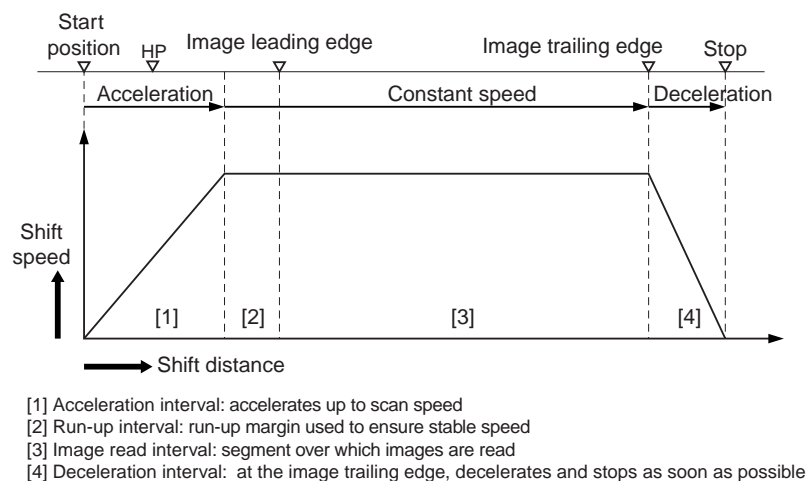 Start
position
HP
Image leading edge
Image trailing edge
Stop
Acceleration
Constant speed
Deceleration
Shift
speed
[1]
[2]
[3]
[4]
Shift distance
[1] Acceleration interval: accelerates up to scan speed
[2] Run-up interval: run-up margin used to ensure stable speed
[3] Image read interval: segment over which images are read
[4] Deceleration interval: at the image trailing edge, decelerates and stops as soon as possible